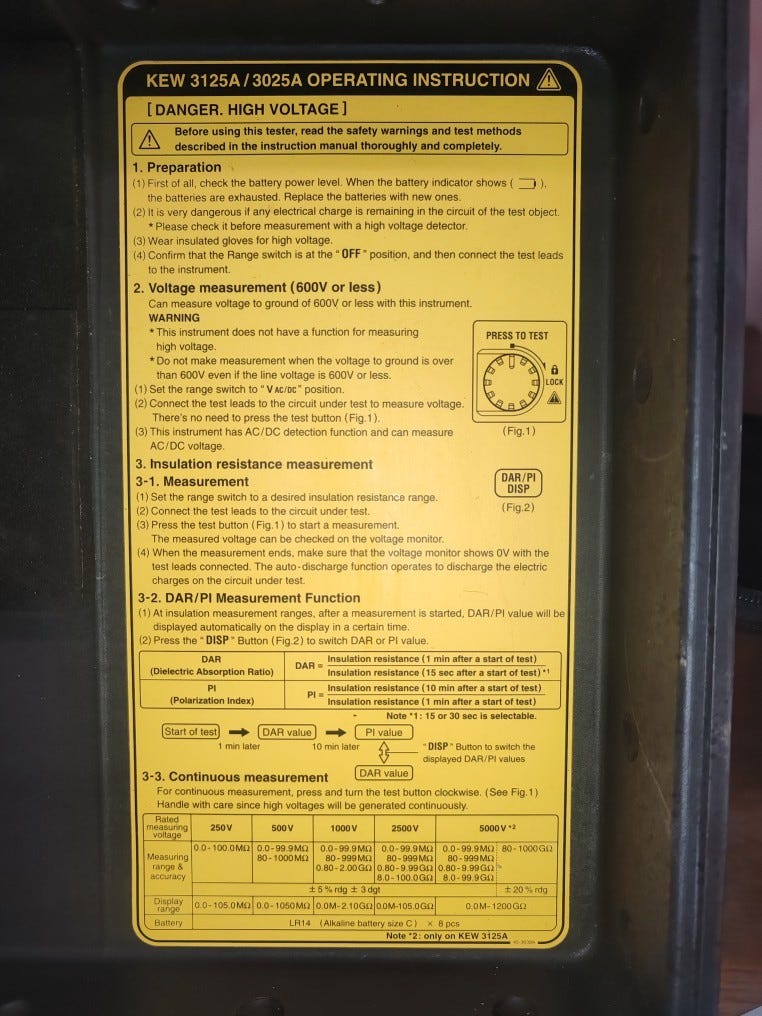 KEW 3125A / 3025A OPERATING INSTRUCTION
[ DANGER. HIGH VOLTAGE ]
Before using this tester, read the safety warnings and test methods
described in the instruction manual thoroughly and completely.
1. Preparation
(1) First of all, check the battery power level. When the battery indicator shows ( ),
the batteries are exhausted. Replace the batteries with new ones.
(2) It is very dangerous if any electrical charge is remaining in the circuit of the test object.
* Please check it before measurement with a high voltage detector.
(3) Wear insulated gloves for high voltage.
(4) Confirm that the Range switch is at the "OFF" position, and then connect the test leads
to the instrument.
2. Voltage measurement (600V or less)
Can measure voltage to ground of 600V or less with this instrument.
WARNING
* This instrument does not have a function for measuring
high voltage.
* Do not make measurement when the voltage to ground is over
than 600V even if the line voltage is 600V or less.
(1) Set the range switch to "V AC/DC" position.
(2) Connect the test leads to the circuit under test to measure voltage.
There's no need to press the test button (Fig.1).
(3) This instrument has AC/DC detection function and can measure
AC/DC voltage.
PRESS TO TEST
LOCK
(Fig.1)
3. Insulation resistance measurement
3-1. Measurement
(1) Set the range switch to a desired insulation resistance range.
(2) Connect the test leads to the circuit under test.
(3) Press the test button (Fig.1) to start a measurement.
The measured voltage can be checked on the voltage monitor.
(4) When the measurement ends, make sure that the voltage monitor shows 0V with the
test leads connected. The auto-discharge function operates to discharge the electric
charges on the circuit under test.
DAR/PI
DISP
(Fig.2)
3-2. DAR/PI Measurement Function
(1) At insulation measurement ranges, after a measurement is started, DAR/PI value will be
displayed automatically on the display in a certain time.
(2) Press the "DISP" Button (Fig.2) to switch DAR or PI value.
DAR
(Dielectric Absorption Ratio)
DAR =
Insulation resistance (1 min after a start of test)
Insulation resistance (15 sec after a start of test) *1
PI
(Polarization Index)
PI =
Insulation resistance (10 min after a start of test)
Insulation resistance (1 min after a start of test)
Note *1: 15 or 30 sec is selectable.
Start of test DAR value PI value
1 min later 10 min later
"DISP" Button to switch the
displayed DAR/PI values
DAR value
3-3. Continuous measurement
For continuous measurement, press and turn the test button clockwise. (See Fig.1)
Handle with care since high voltages will be generated continuously.
Rated
measuring
voltage
250V 500V 1000V 2500V 5000V *2
Measuring
range &
accuracy
0.0-100.0MΩ 0.0-99.9MΩ 0.0-99.9MΩ 0.0-99.9MΩ 0.0-99.9MΩ 80-1000GΩ
80-1000MΩ 80-999MΩ 80-999MΩ 80-999MΩ
0.80-2.00GΩ 0.80-9.99GΩ 0.80-9.99GΩ
8.0-100.0GΩ 8.0-99.9GΩ
±5% rdg ±3 dgt ±20% rdg
Display
range
0.0-105.0MΩ 0.0-1050MΩ 0.0M-2.10GΩ 0.0M-105.0GΩ 0.0M-1200GΩ
Battery LR14 (Alkaline battery size C) × 8 pcs
Note *2: only on KEW 3125A